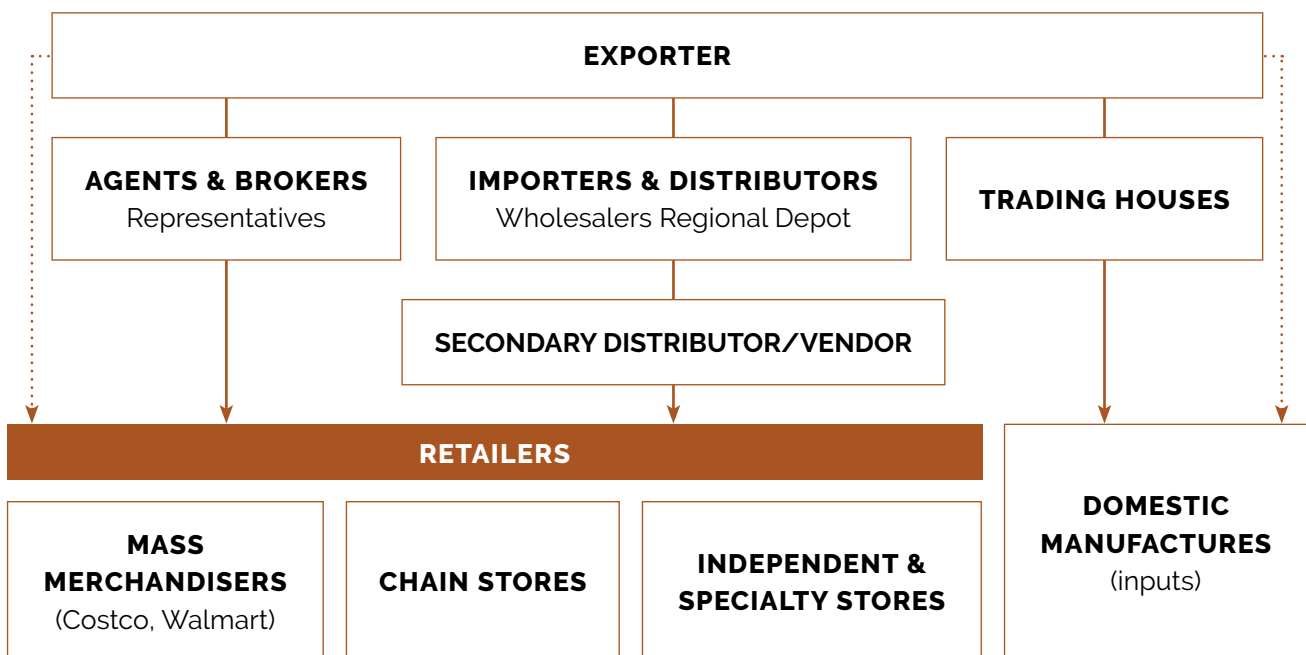 EXPORTER
AGENTS & BROKERS
Representatives
IMPORTERS & DISTRIBUTORS
Wholesalers Regional Depot
TRADING HOUSES
SECONDARY DISTRIBUTOR/VENDOR
RETAILERS
MASS
MERCHANDISERS
(Costco, Walmart)
CHAIN STORES
INDEPENDENT &
SPECIALTY STORES
DOMESTIC
MANUFACTURES
(inputs)